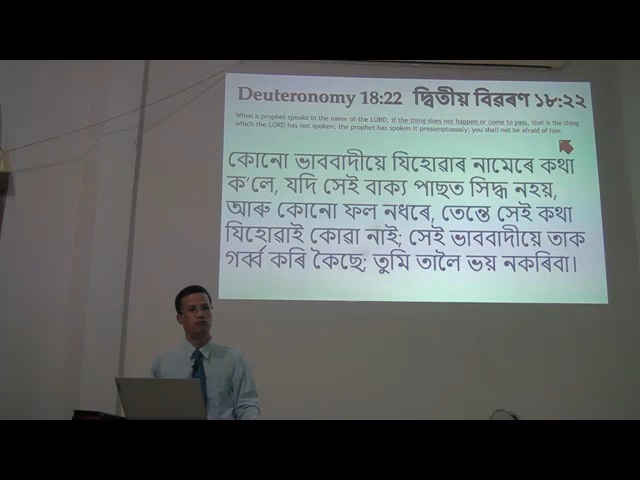 Deuteronomy 18:22 দ্বিতীয় বিৱৰণ ১৮:২২
When a prophet speaks in the name of the LORD, if the thing does not happen or come to pass, that is the thing
which the LORD has not spoken; the prophet has spoken it presumptuously; you shall not be afraid of him.
কোনো ভাববাদীয়ে যিহোৱাৰ নামেৰে কথা
ক'লে, যদি সেই বাক্য পাছত সিদ্ধ নহয়,
আৰু কোনো ফল নধৰে, তেন্তে সেই কথা
যিহোৱাই কোৱা নাই; সেই ভাববাদীয়ে তাক
গৰ্ব্ব কৰি কৈছে; তুমি তালৈ ভয় নকৰিবা।